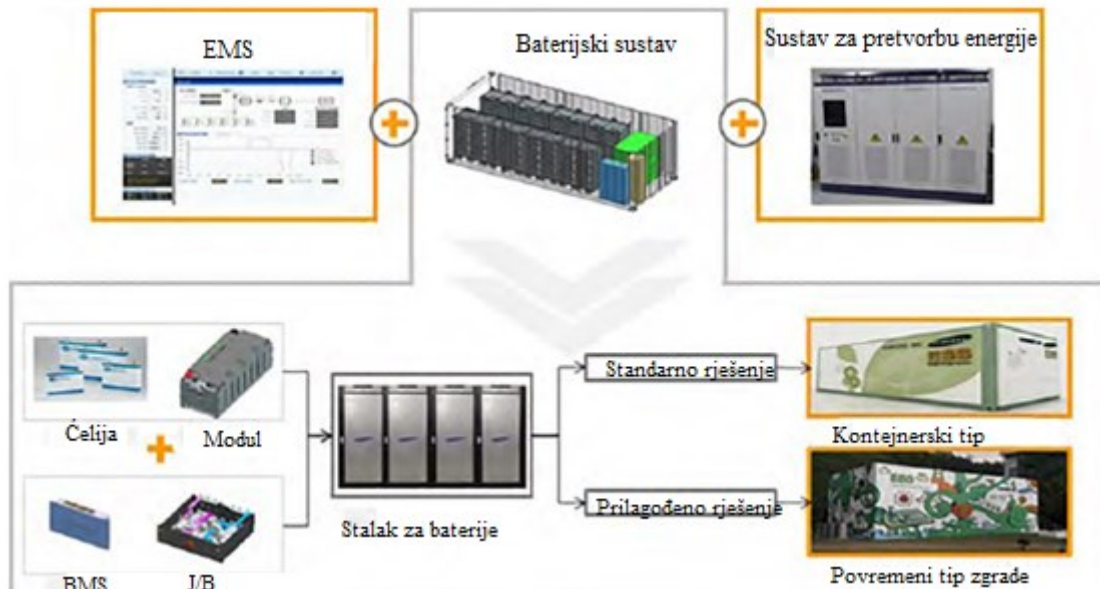 EMS
Baterijski sustav
Sustav za pretvorbu energije
Standarno rješenje
Ćelija
Modul
Kontejnerski tip
Prilagođeno rješenje
Stalak za baterije
BMS
J/B
Povremeni tip zgrade